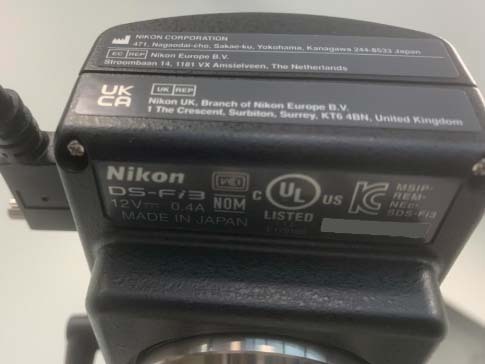 NIKON CORPORATION
471, Nagaodai-cho, Sakae-ku, Yokohama, Kanagawa 244-8533 Japan
EC REP Nikon Europe B.V.
Stroombaan 14, 1181 VX Amstelveen, The Netherlands
UK
CA
UK REP
Nikon UK, Branch of Nikon Europe B.V.
1 The Crescent, Surbiton, Surrey, KT6 4BN, United Kingdom
Nikon
DS-Fi3
12V 0.4A
MADE IN JAPAN
NOM
C UL US
LISTED
KC
MSIP-
REM-
SDS-Fi3